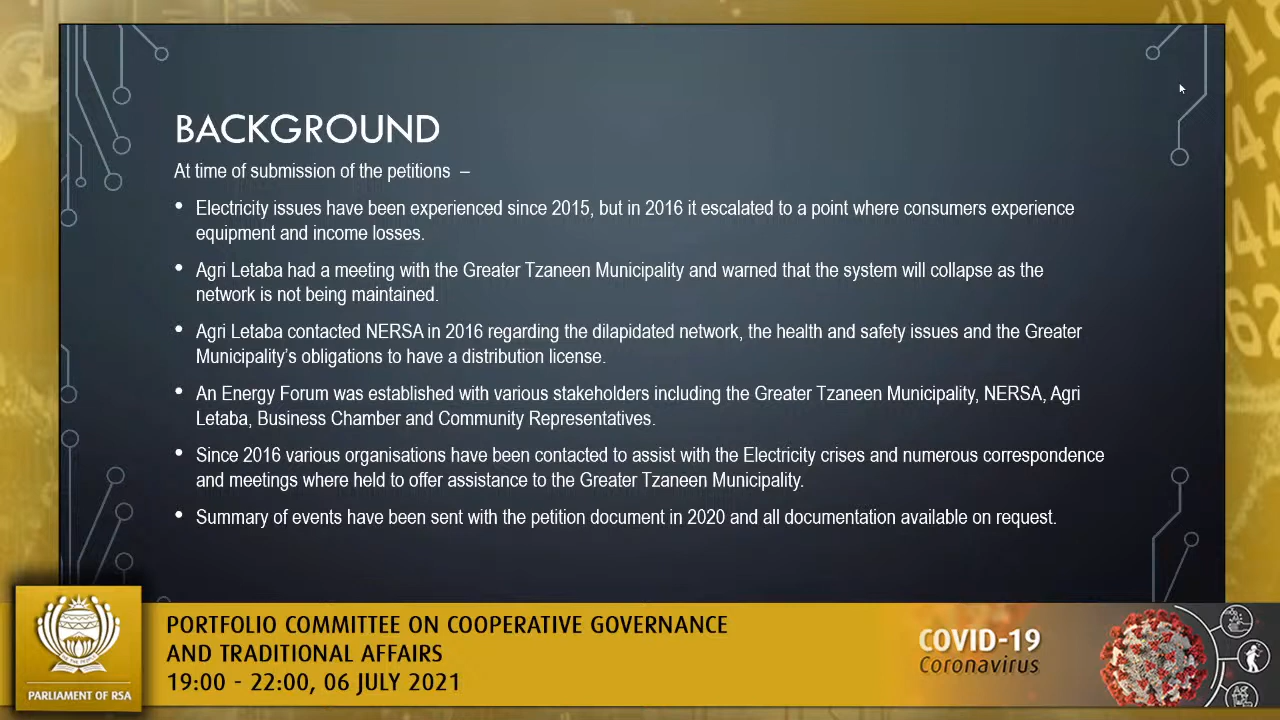 BACKGROUND
At time of submission of the petitions –
• Electricity issues have been experienced since 2015, but in 2016 it escalated to a point where consumers experience
equipment and income losses.
• Agri Letaba had a meeting with the Greater Tzaneen Municipality and warned that the system will collapse as the
network is not being maintained.
• Agri Letaba contacted NERSA in 2016 regarding the dilapidated network, the health and safety issues and the Greater
Municipality's obligations to have a distribution license.
• An Energy Forum was established with various stakeholders including the Greater Tzaneen Municipality, NERSA, Agri
Letaba, Business Chamber and Community Representatives.
• Since 2016 various organisations have been contacted to assist with the Electricity crises and numerous correspondence
and meetings where held to offer assistance to the Greater Tzaneen Municipality.
• Summary of events have been sent with the petition document in 2020 and all documentation available on request.
PARLIAMENT OF RSA
PORTFOLIO COMMITTEE ON COOPERATIVE GOVERNANCE
AND TRADITIONAL AFFAIRS
19:00 - 22:00, 06 JULY 2021
COVID-19
Coronavirus